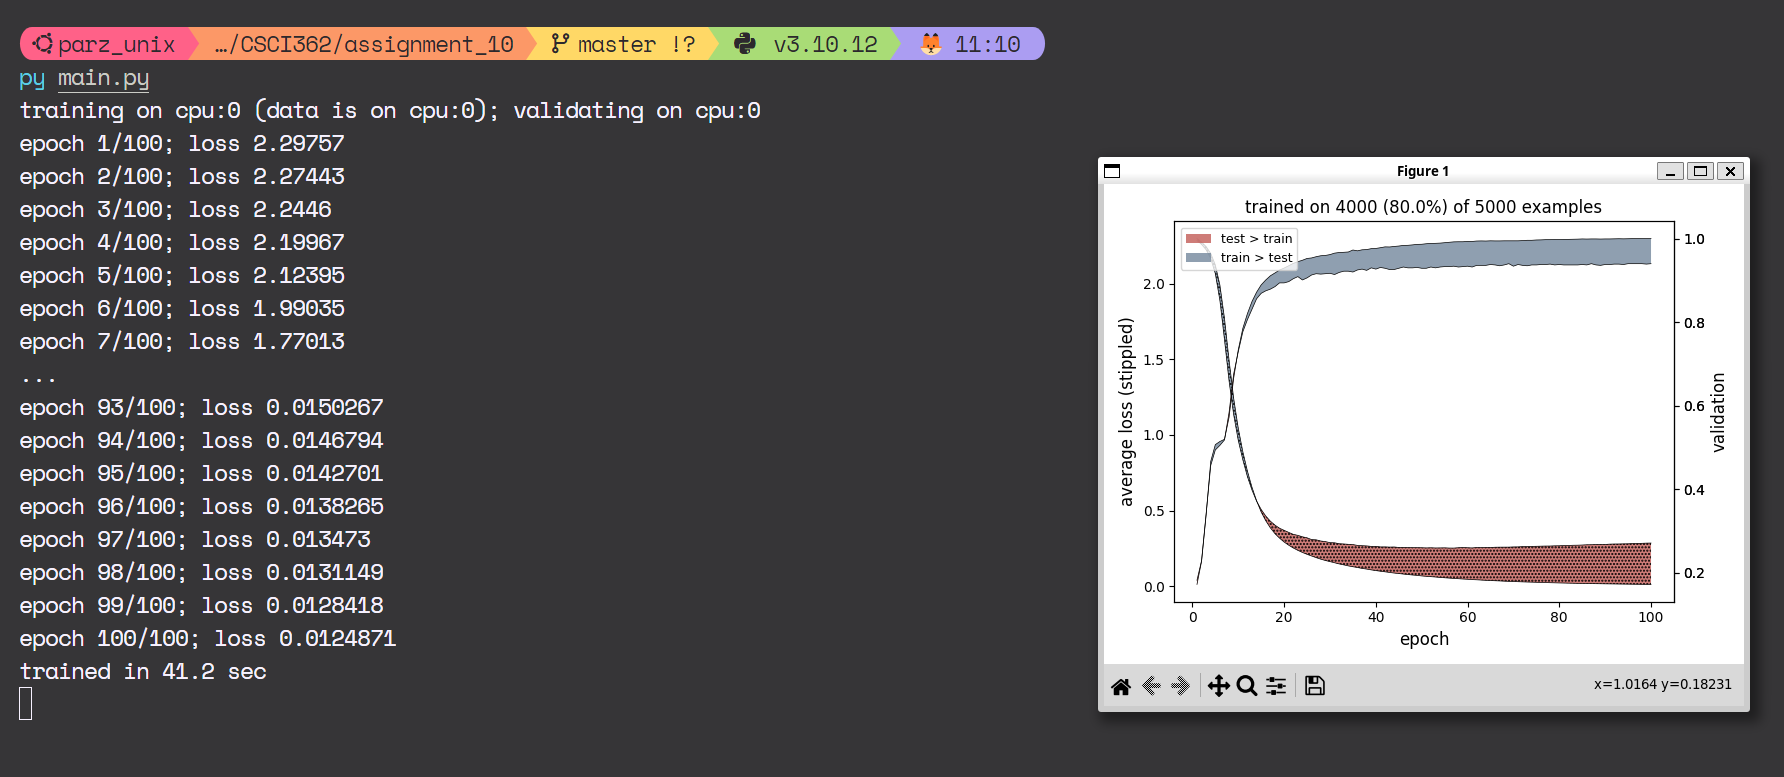 parz_unix …/CSCI362/assignment_10 master !? v3.10.12 11:10
py main.py
training on cpu:0 (data is on cpu:0); validating on cpu:0
epoch 1/100; loss 2.29757
epoch 2/100; loss 2.27443
epoch 3/100; loss 2.2446
epoch 4/100; loss 2.19967
epoch 5/100; loss 2.12395
epoch 6/100; loss 1.99035
epoch 7/100; loss 1.77013
...
epoch 93/100; loss 0.0150267
epoch 94/100; loss 0.0146794
epoch 95/100; loss 0.0142701
epoch 96/100; loss 0.0138265
epoch 97/100; loss 0.013473
epoch 98/100; loss 0.0131149
epoch 99/100; loss 0.0128418
epoch 100/100; loss 0.0124871
trained in 41.2 sec
Figure 1
trained on 4000 (80.0%) of 5000 examples
test > train
train > test
average loss (stippled)
2.0
1.5
1.0
0.5
0.0
1.0
0.8
0.6
0.4
0.2
validation
0 20 40 60 80 100
epoch
x=1.0164 y=0.18231